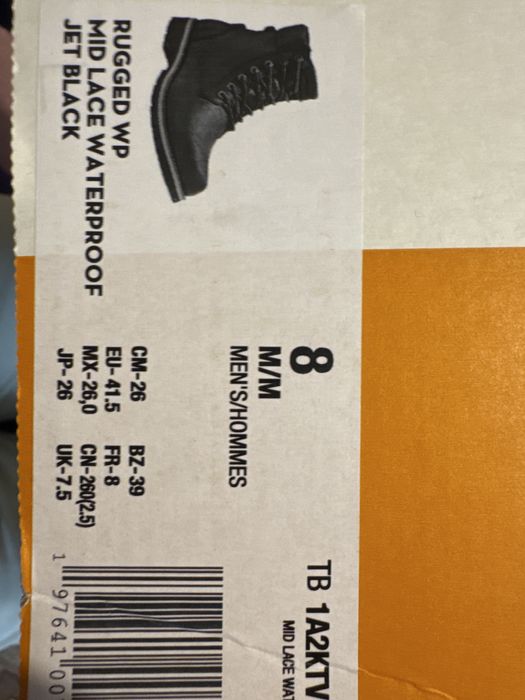 RUGGED WP
MID LACE WATERPROOF
JET BLACK
8
M/M
MEN'S/HOMMES
CM-26 BZ-39
EU-41.5 FR-8
MX-26,0 CN-260(2.5)
JP-26 UK-7.5
TB 1A2KTV
MID LACE WAT
1 97641 00